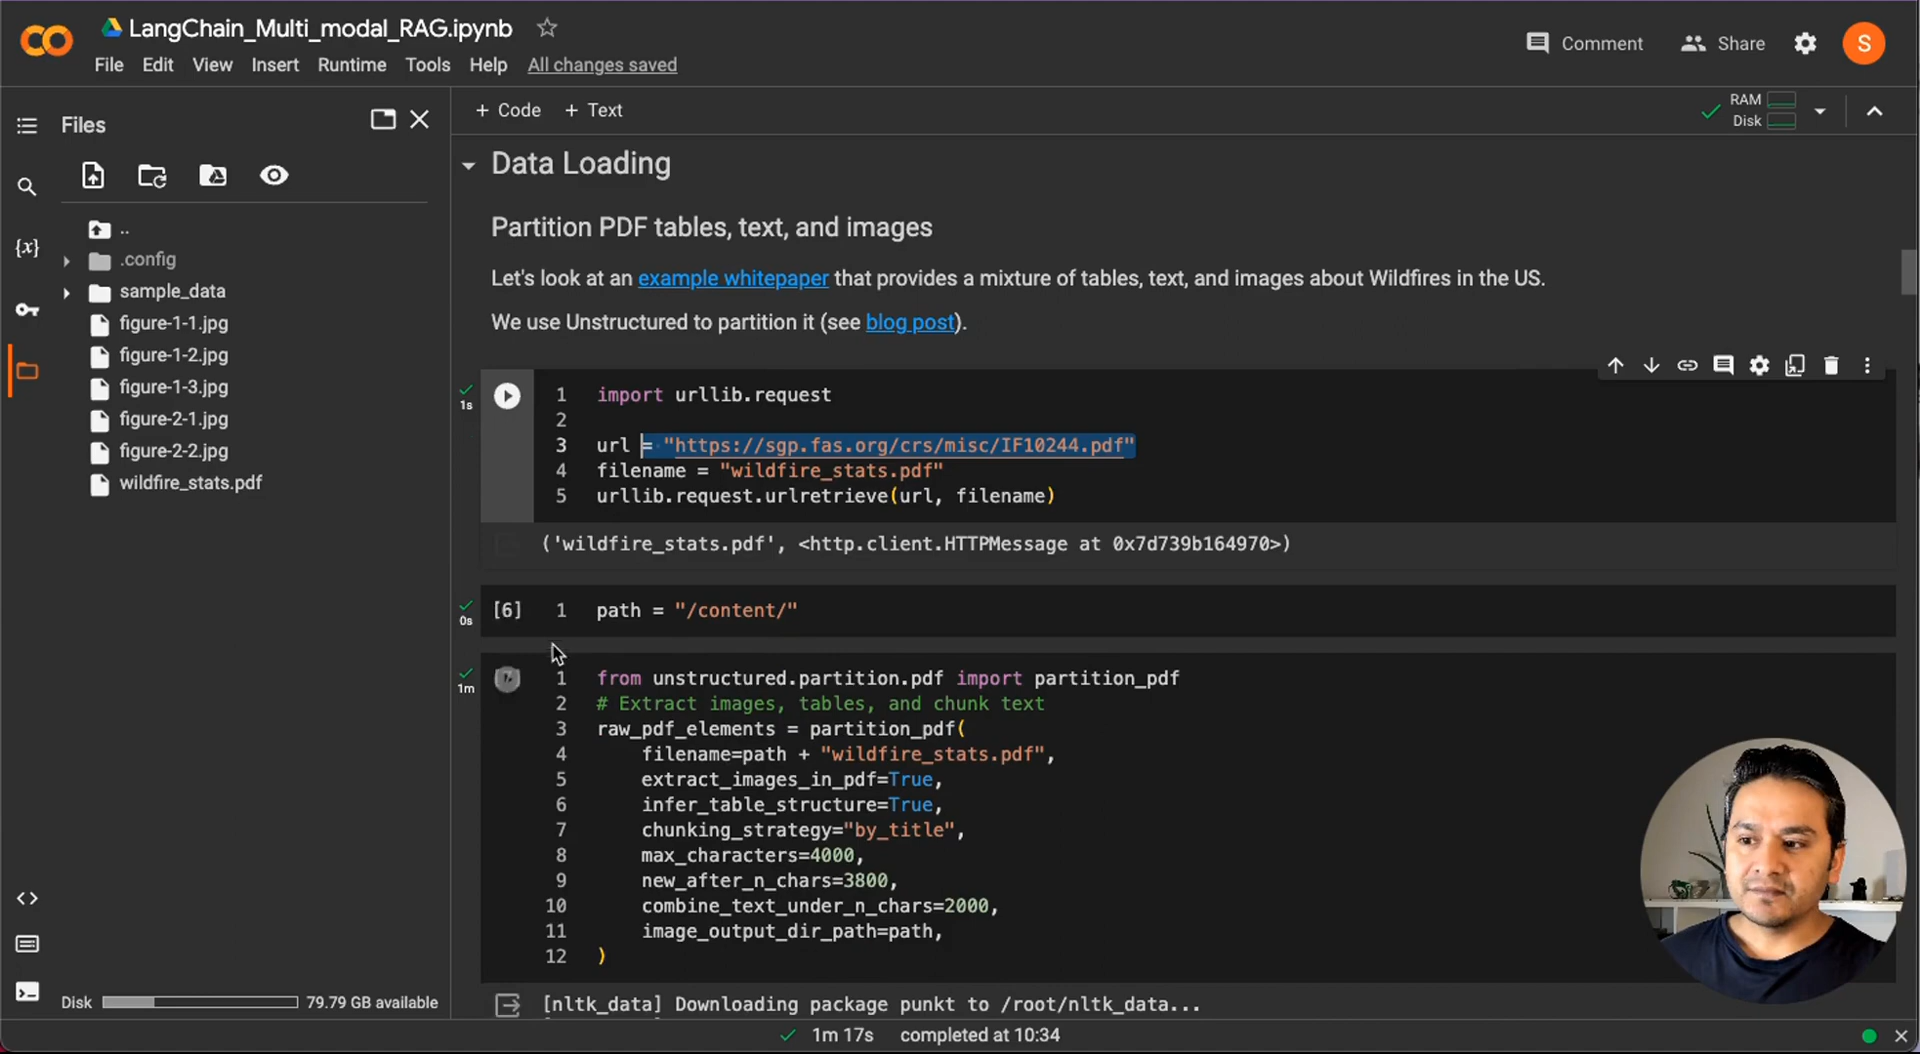 LangChain_Multi_modal_RAG.ipynb
File Edit View Insert Runtime Tools Help All changes saved
Comment Share S
Files
+ Code + Text
RAM
Disk
..
.config
sample_data
figure-1-1.jpg
figure-1-2.jpg
figure-1-3.jpg
figure-2-1.jpg
figure-2-2.jpg
wildfire_stats.pdf
{x}
Disk 79.79 GB available
Data Loading
Partition PDF tables, text, and images
Let's look at an example whitepaper that provides a mixture of tables, text, and images about Wildfires in the US.
We use Unstructured to partition it (see blog post).
1s
1 import urllib.request
2
3 url = "https://sgp.fas.org/crs/misc/IF10244.pdf"
4 filename = "wildfire_stats.pdf"
5 urllib.request.urlretrieve(url, filename)
('wildfire_stats.pdf', <http.client.HTTPMessage at 0x7d739b164970>)
0s
[6] 1 path = "/content/"
1m
1 from unstructured.partition.pdf import partition_pdf
2 # Extract images, tables, and chunk text
3 raw_pdf_elements = partition_pdf(
4 filename=path + "wildfire_stats.pdf",
5 extract_images_in_pdf=True,
6 infer_table_structure=True,
7 chunking_strategy="by_title",
8 max_characters=4000,
9 new_after_n_chars=3800,
10 combine_text_under_n_chars=2000,
11 image_output_dir_path=path,
12 )
[nltk_data] Downloading package punkt to /root/nltk_data...
1m 17s completed at 10:34